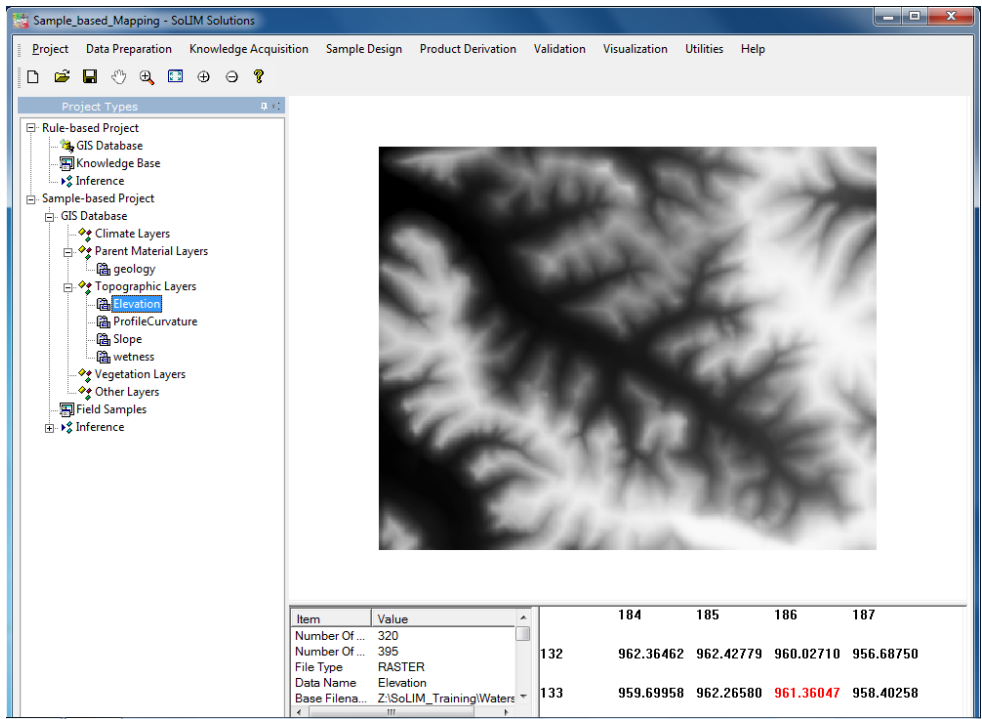 Sample_based_Mapping - SoLIM Solutions
Project Data Preparation Knowledge Acquisition Sample Design Product Derivation Validation Visualization Utilities Help
Project Types
Rule-based Project
GIS Database
Knowledge Base
Inference
Sample-based Project
GIS Database
Climate Layers
Parent Material Layers
geology
Topographic Layers
Elevation
ProfileCurvature
Slope
wetness
Vegetation Layers
Other Layers
Field Samples
Inference
Item Value
Number Of ... 320
Number Of ... 395
File Type RASTER
Data Name Elevation
Base Filena... Z:\SoLIM_Training\Waters
184 185 186 187
132 962.36462 962.42779 960.02710 956.68750
133 959.69958 962.26580 961.36047 958.40258